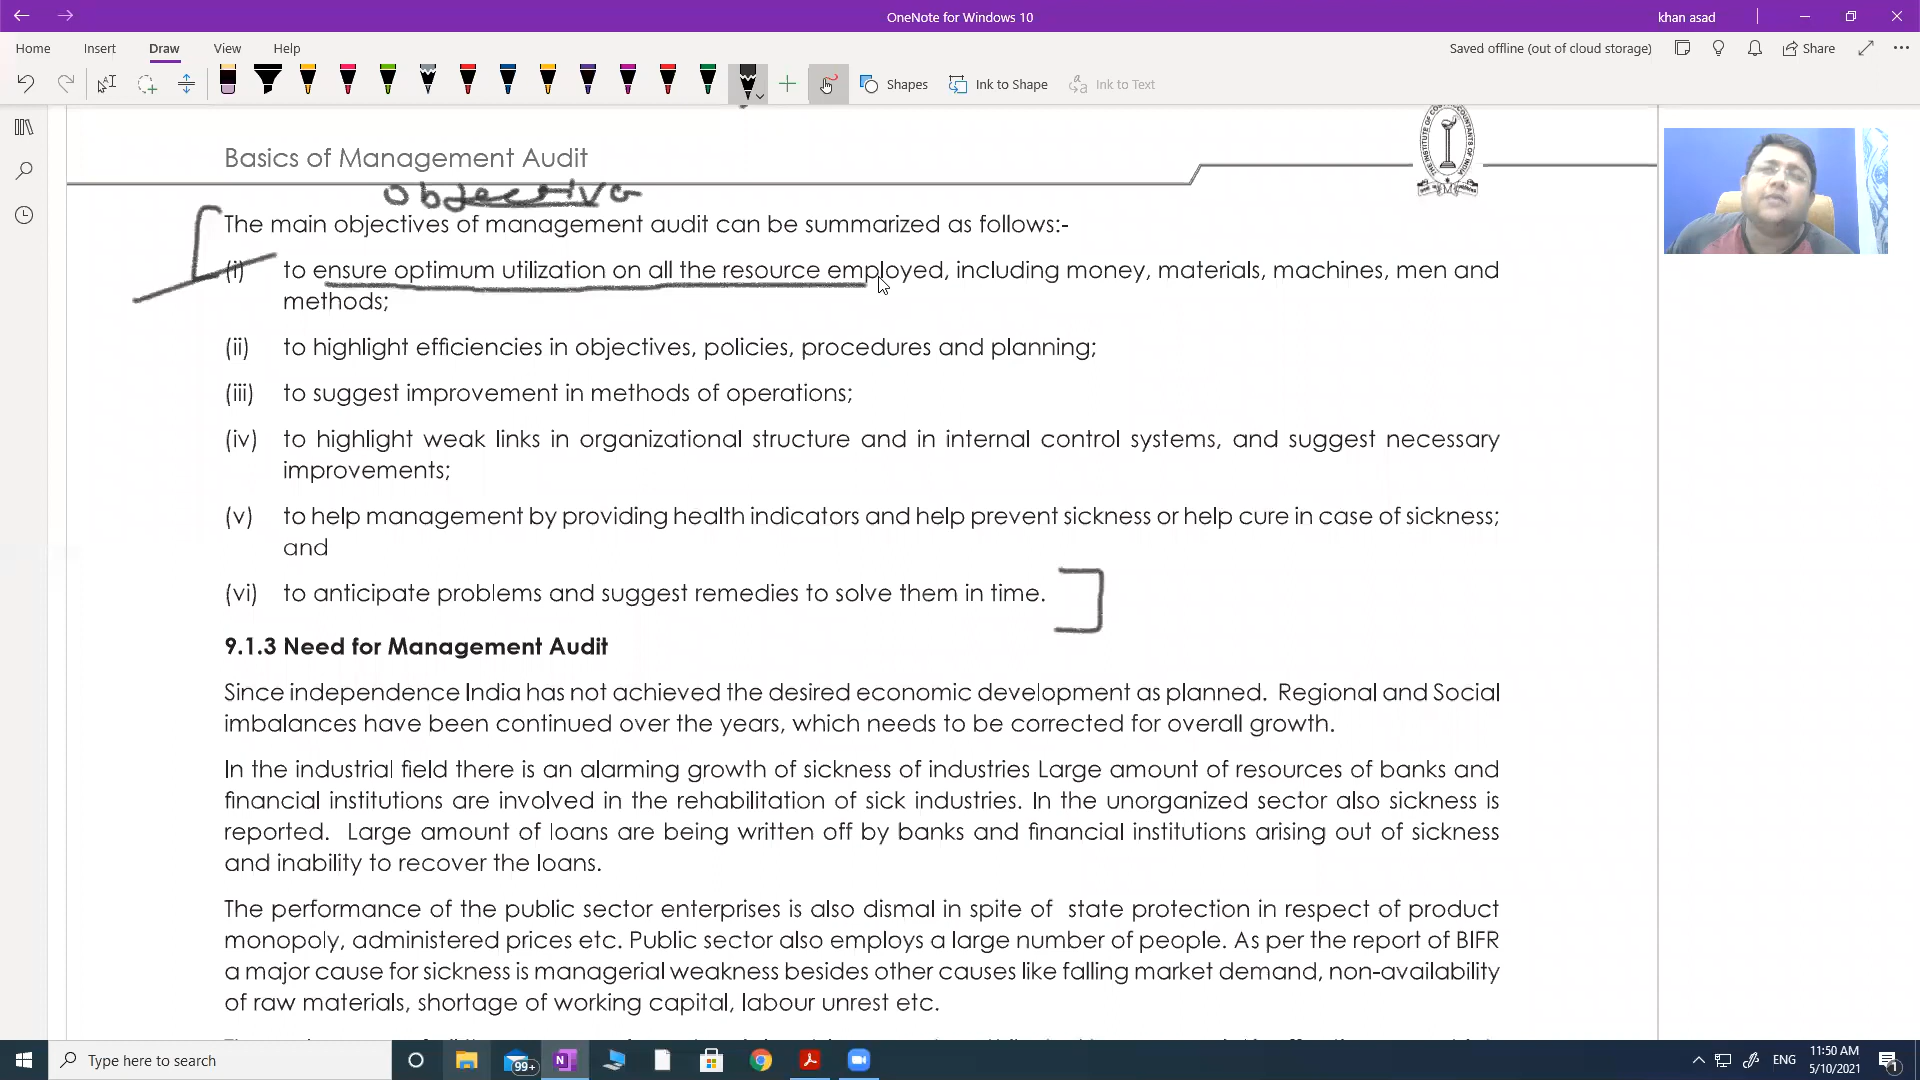 OneNote for Windows 10
khan asad
Home Insert Draw View Help
Saved offline (out of cloud storage)
Share
Shapes
Ink to Shape
Ink to Text
Basics of Management Audit
THE INSTITUTE OF COST ACCOUNTANTS OF INDIA
objective
The main objectives of management audit can be summarized as follows:-
(i) to ensure optimum utilization on all the resource employed, including money, materials, machines, men and
methods;
(ii) to highlight efficiencies in objectives, policies, procedures and planning;
(iii) to suggest improvement in methods of operations;
(iv) to highlight weak links in organizational structure and in internal control systems, and suggest necessary
improvements;
(v) to help management by providing health indicators and help prevent sickness or help cure in case of sickness;
and
(vi) to anticipate problems and suggest remedies to solve them in time.
9.1.3 Need for Management Audit
Since independence India has not achieved the desired economic development as planned. Regional and Social
imbalances have been continued over the years, which needs to be corrected for overall growth.
In the industrial field there is an alarming growth of sickness of industries Large amount of resources of banks and
financial institutions are involved in the rehabilitation of sick industries. In the unorganized sector also sickness is
reported. Large amount of loans are being written off by banks and financial institutions arising out of sickness
and inability to recover the loans.
The performance of the public sector enterprises is also dismal in spite of state protection in respect of product
monopoly, administered prices etc. Public sector also employs a large number of people. As per the report of BIFR
a major cause for sickness is managerial weakness besides other causes like falling market demand, non-availability
of raw materials, shortage of working capital, labour unrest etc.
Type here to search
99+
ENG
11:50 AM
5/10/2021
1